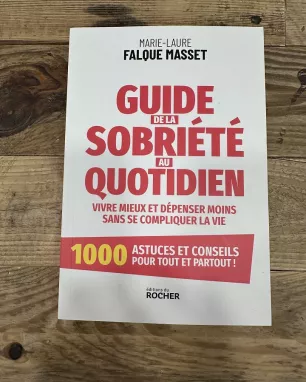 MARIE-LAURE
FALQUE MASSET
GUIDE
DE LA
SOBRIÉTÉ
AU
QUOTIDIEN
VIVRE MIEUX ET DÉPENSER MOINS
SANS SE COMPLIQUER LA VIE
1000 ASTUCES ET CONSEILS
POUR TOUT ET PARTOUT !
éditions du
ROCHER